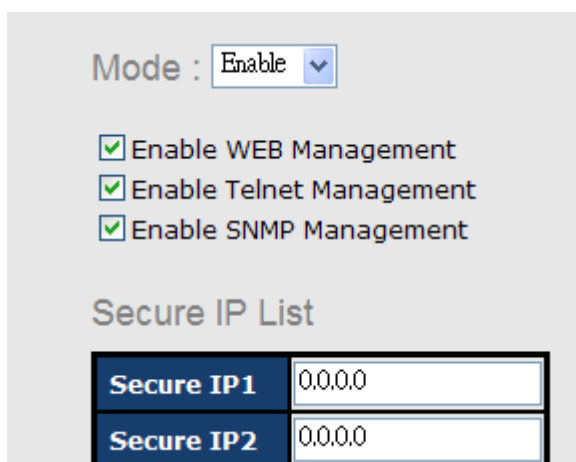 Mode : Enable
Enable WEB Management
Enable Telnet Management
Enable SNMP Management
Secure IP List
Secure IP1 0.0.0.0
Secure IP2 0.0.0.0